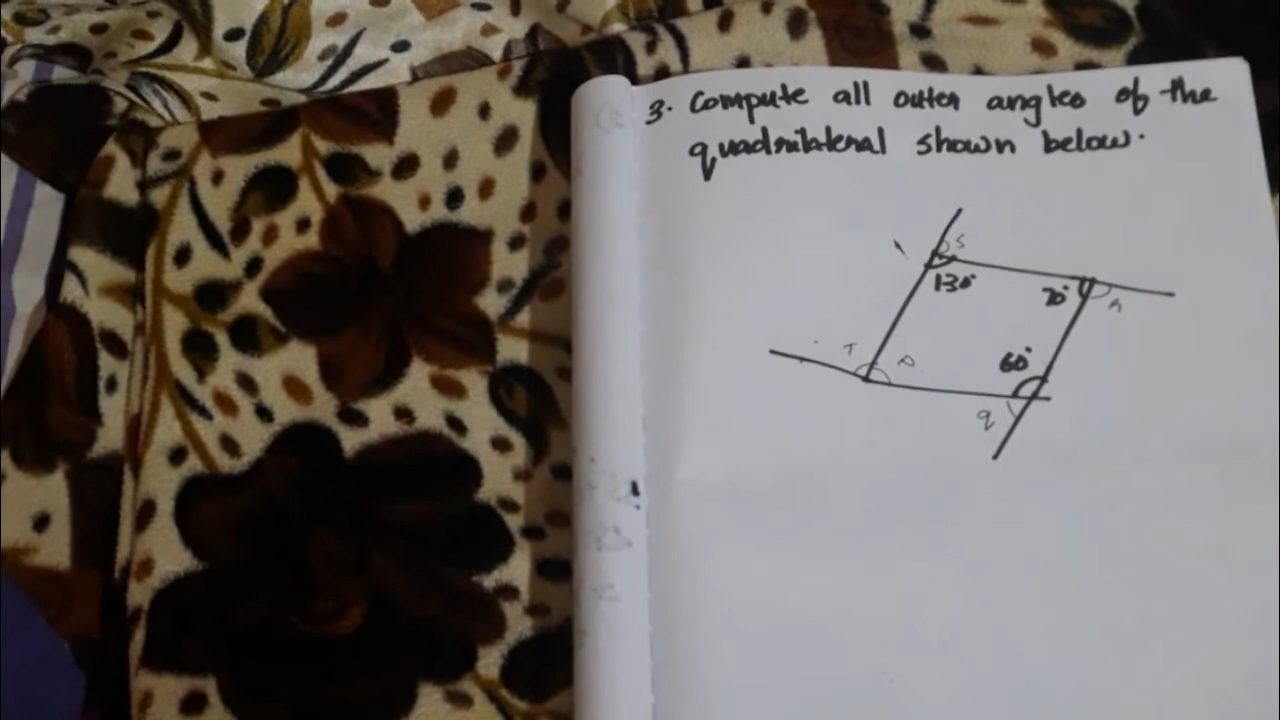 3. Compute all outer angles of the
quadrilateral shown below.
S
130°
70°
T
60°
q